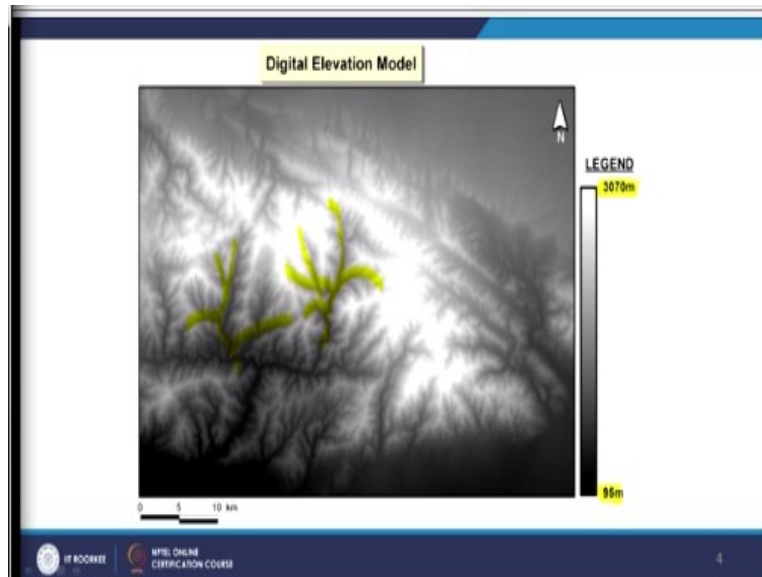 Digital Elevation Model
N
LEGEND
3070m
95m
0 5 10 km
IIT ROORKEE
NPTEL ONLINE
CERTIFICATION COURSE
4